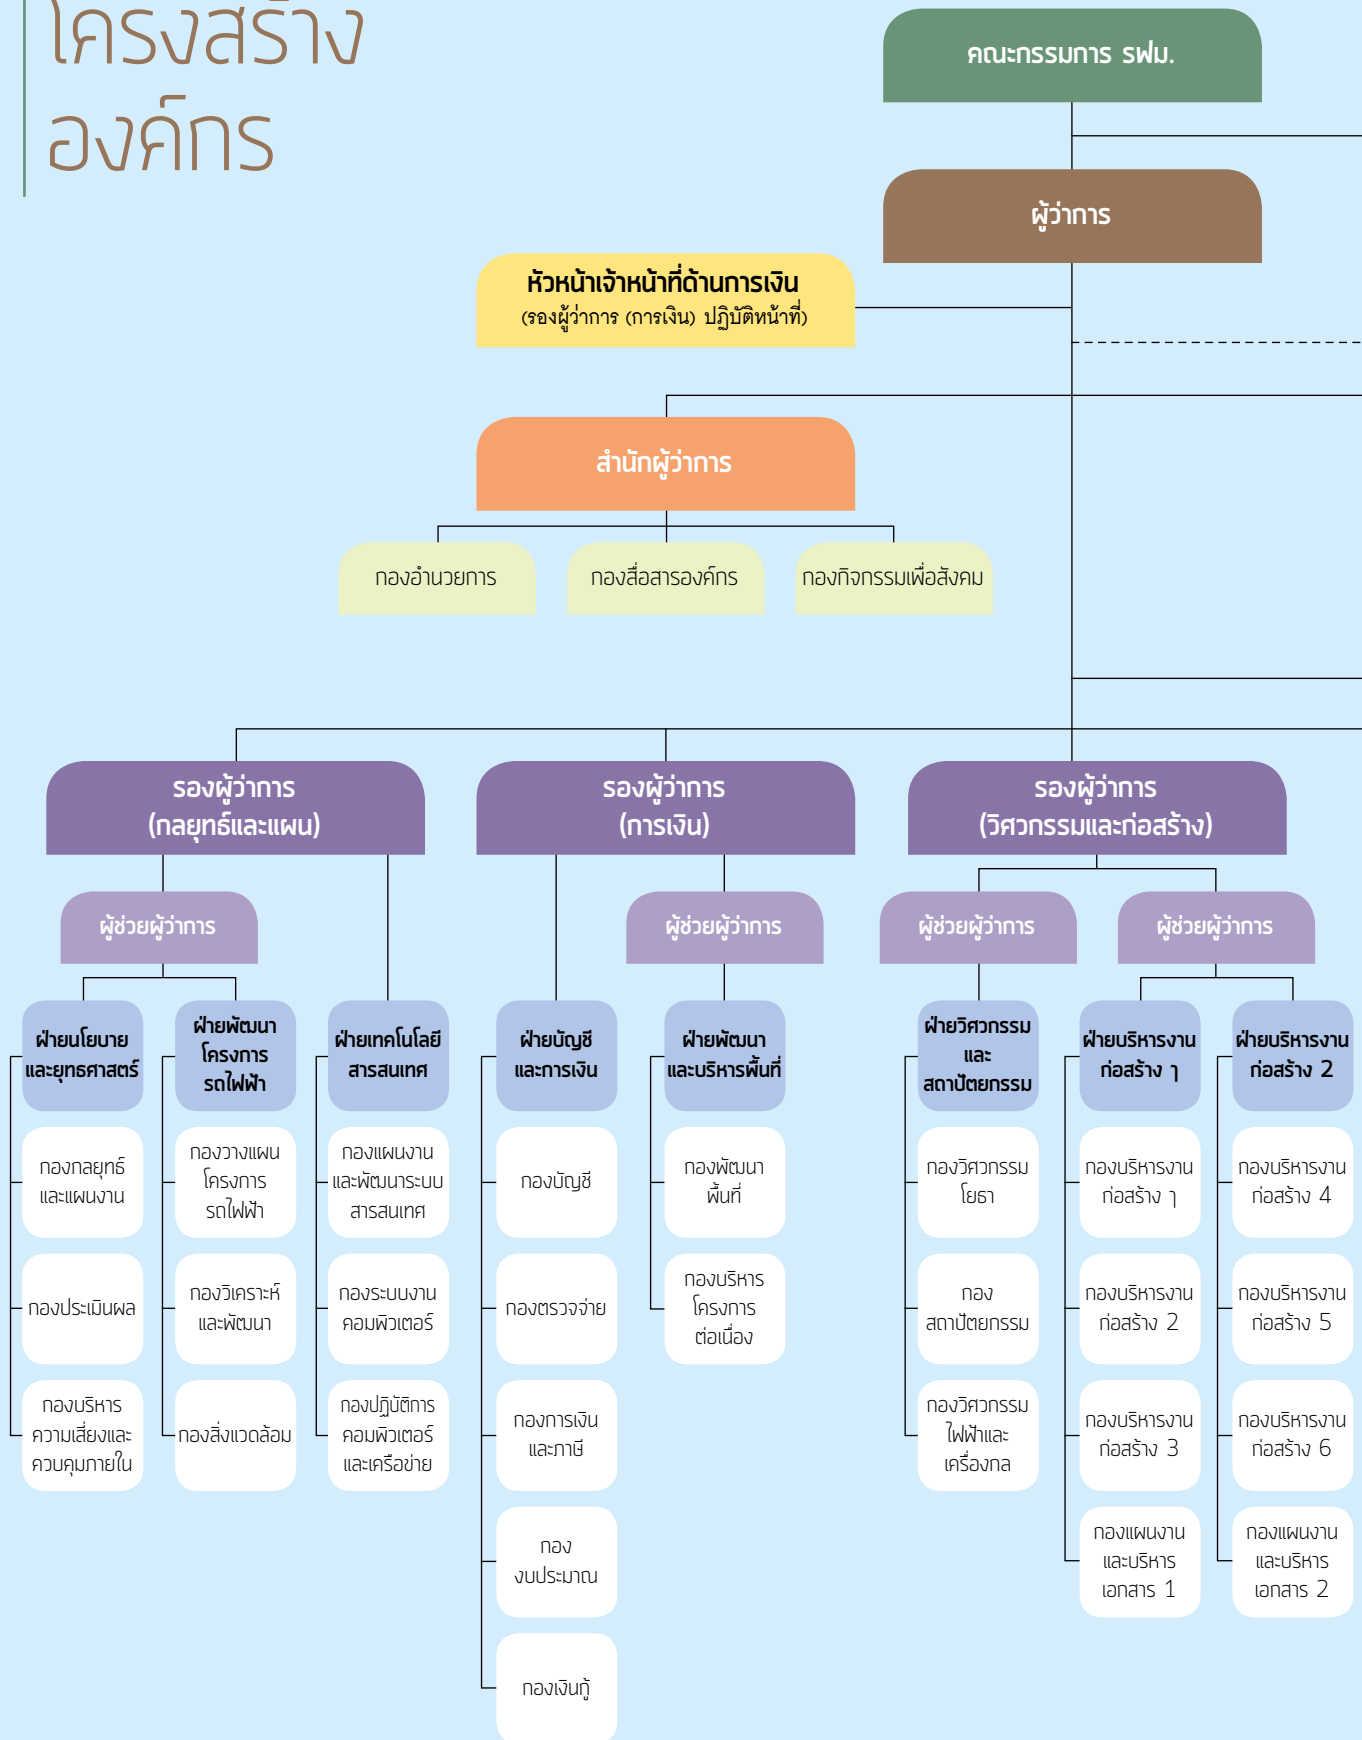 โครงสร้าง
องค์กร
คณะกรรมการ รฟม.
ผู้ว่าการ
หัวหน้าเจ้าหน้าที่ด้านการเงิน
(รองผู้ว่าการ (การเงิน) ปฏิบัติหน้าที่)
สำนักผู้ว่าการ
กองอำนวยการ
กองสื่อสารองค์กร
กองกิจกรรมเพื่อสังคม
รองผู้ว่าการ
(กลยุทธ์และแผน)
รองผู้ว่าการ
(การเงิน)
รองผู้ว่าการ
(วิศวกรรมและก่อสร้าง)
ผู้ช่วยผู้ว่าการ
ผู้ช่วยผู้ว่าการ
ผู้ช่วยผู้ว่าการ
ผู้ช่วยผู้ว่าการ
ฝ่ายนโยบาย
และยุทธศาสตร์
ฝ่ายพัฒนา
โครงการ
รถไฟฟ้า
ฝ่ายเทคโนโลยี
สารสนเทศ
ฝ่ายบัญชี
และการเงิน
ฝ่ายพัฒนา
และบริหารพื้นที่
ฝ่ายวิศวกรรม
และ
สถาปัตยกรรม
ฝ่ายบริหารงาน
ก่อสร้าง ๅ
ฝ่ายบริหารงาน
ก่อสร้าง 2
กองกลยุทธ์
และแผนงาน
กองวางแผน
โครงการ
รถไฟฟ้า
กองแผนงาน
และพัฒนาระบบ
สารสนเทศ
กองบัญชี
กองพัฒนา
พื้นที่
กองวิศวกรรม
โยธา
กองบริหารงาน
ก่อสร้าง ๅ
กองบริหารงาน
ก่อสร้าง 4
กองประเมินผล
กองวิเคราะห์
และพัฒนา
กองระบบงาน
คอมพิวเตอร์
กองตรวจจ่าย
กองบริหาร
โครงการ
ต่อเนื่อง
กอง
สถาปัตยกรรม
กองบริหารงาน
ก่อสร้าง 2
กองบริหารงาน
ก่อสร้าง 5
กองบริหาร
ความเสี่ยงและ
ควบคุมภายใน
กองสิ่งแวดล้อม
กองปฏิบัติการ
คอมพิวเตอร์
และเครือข่าย
กองการเงิน
และภาษี
กองวิศวกรรม
ไฟฟ้าและ
เครื่องกล
กองบริหารงาน
ก่อสร้าง 3
กองบริหารงาน
ก่อสร้าง 6
กอง
งบประมาณ
กองแผนงาน
และบริหาร
เอกสาร 1
กองแผนงาน
และบริหาร
เอกสาร 2
กองเงินกู้